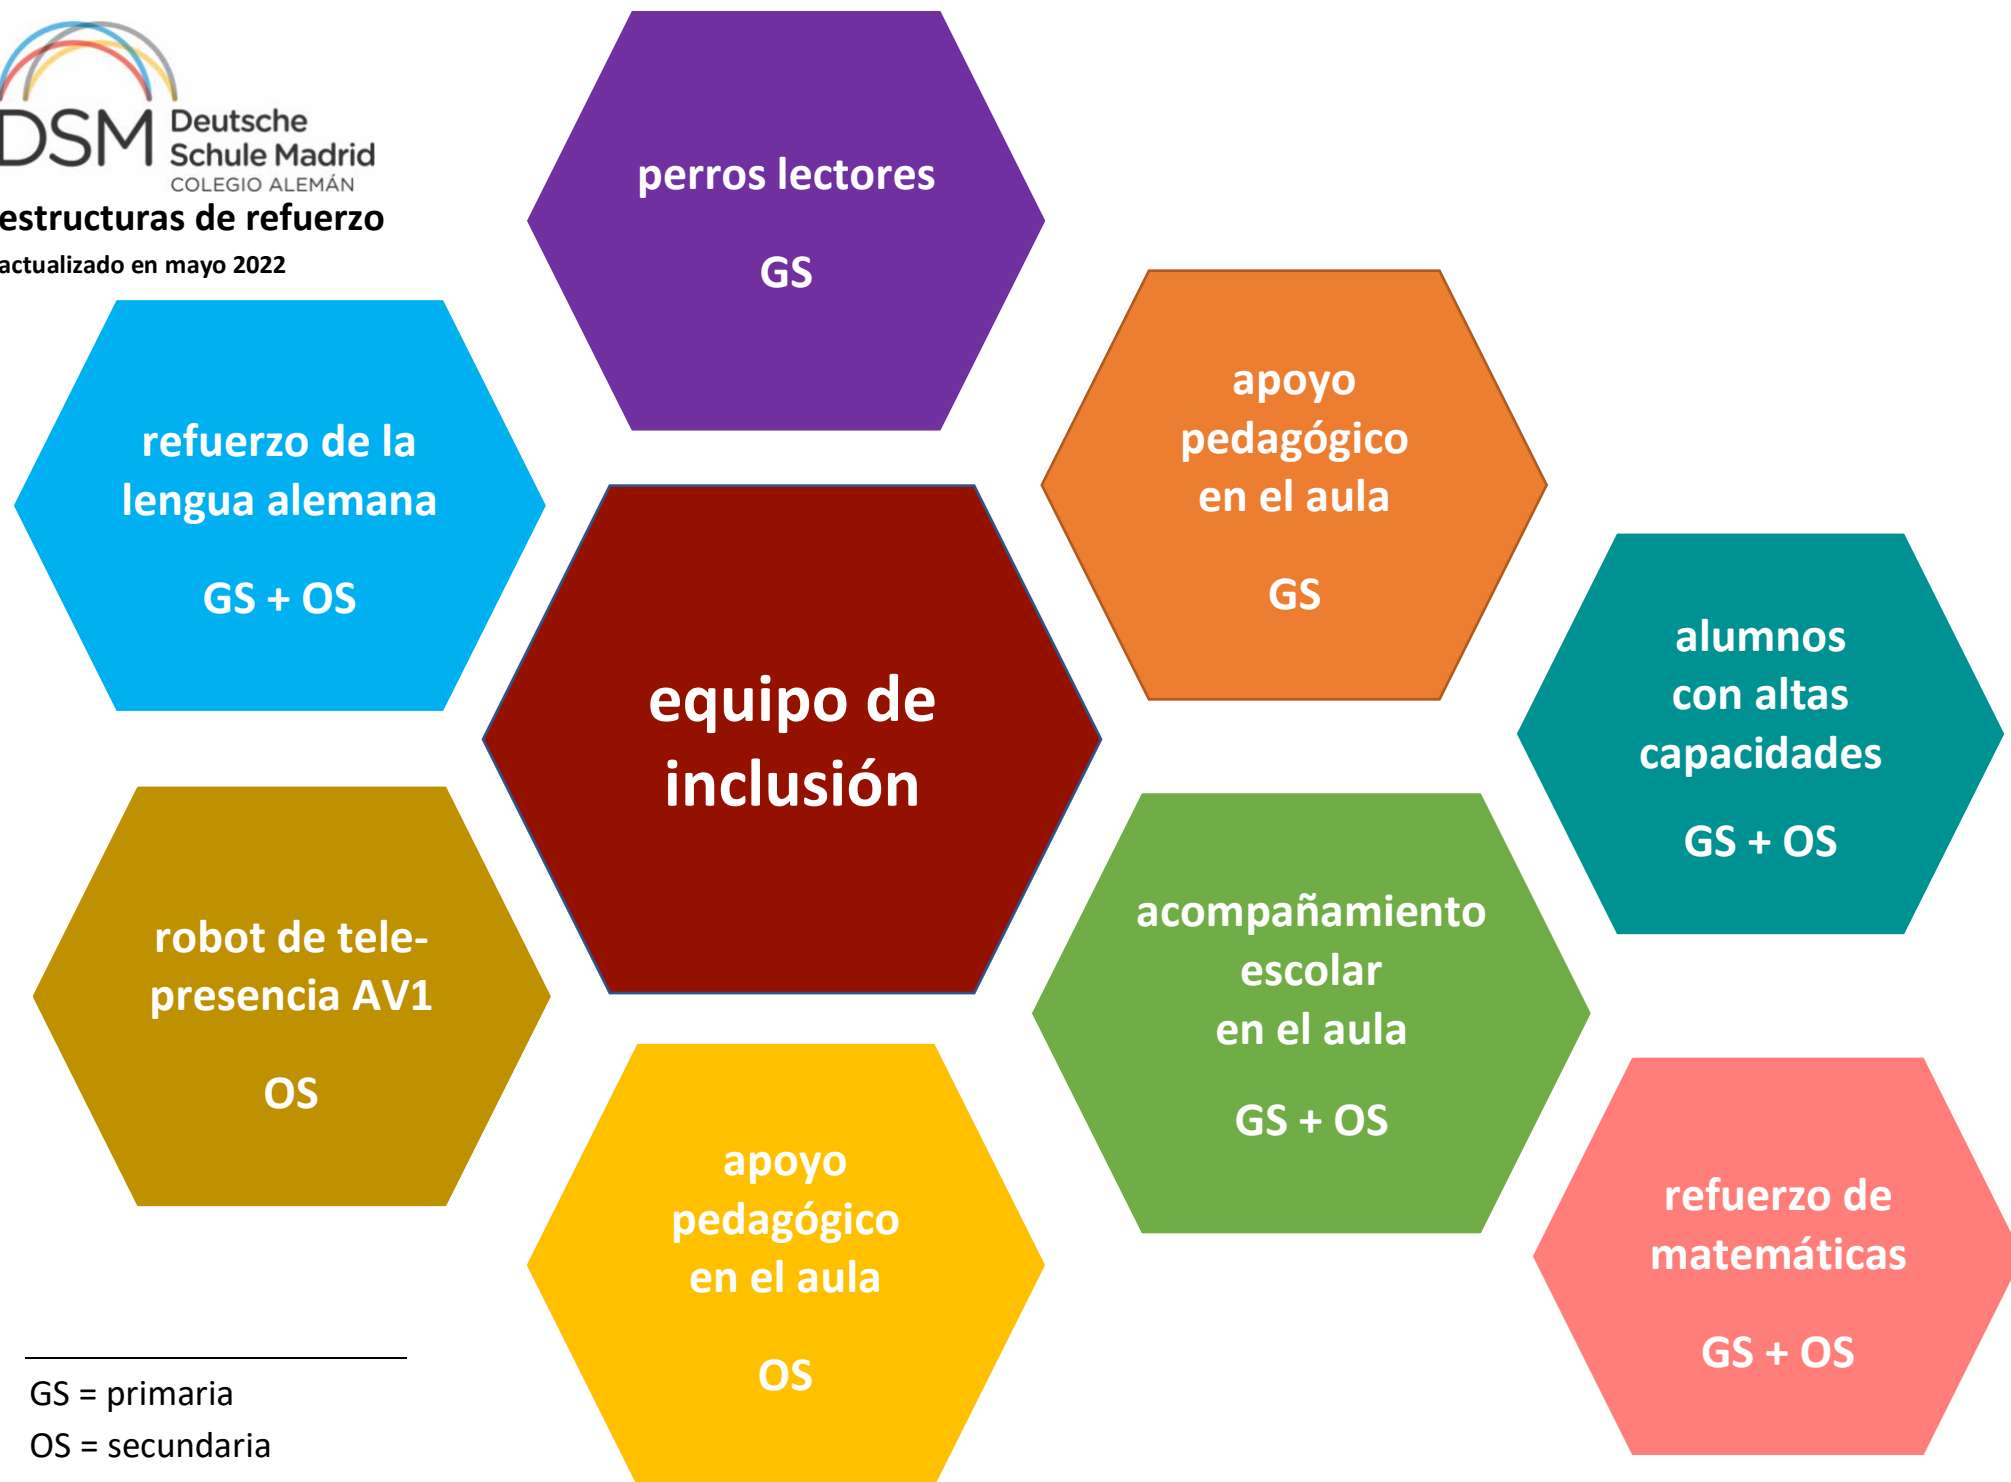 DSM
Deutsche
Schule Madrid
COLEGIO ALEMÁN
estructuras de refuerzo
actualizado en mayo 2022
perros lectores
GS
refuerzo de la
lengua alemana
GS + OS
apoyo
pedagógico
en el aula
GS
equipo de
inclusión
alumnos
con altas
capacidades
GS + OS
robot de tele-
presencia AV1
OS
acompañamiento
escolar
en el aula
GS + OS
apoyo
pedagógico
en el aula
OS
refuerzo de
matemáticas
GS + OS
GS = primaria
OS = secundaria